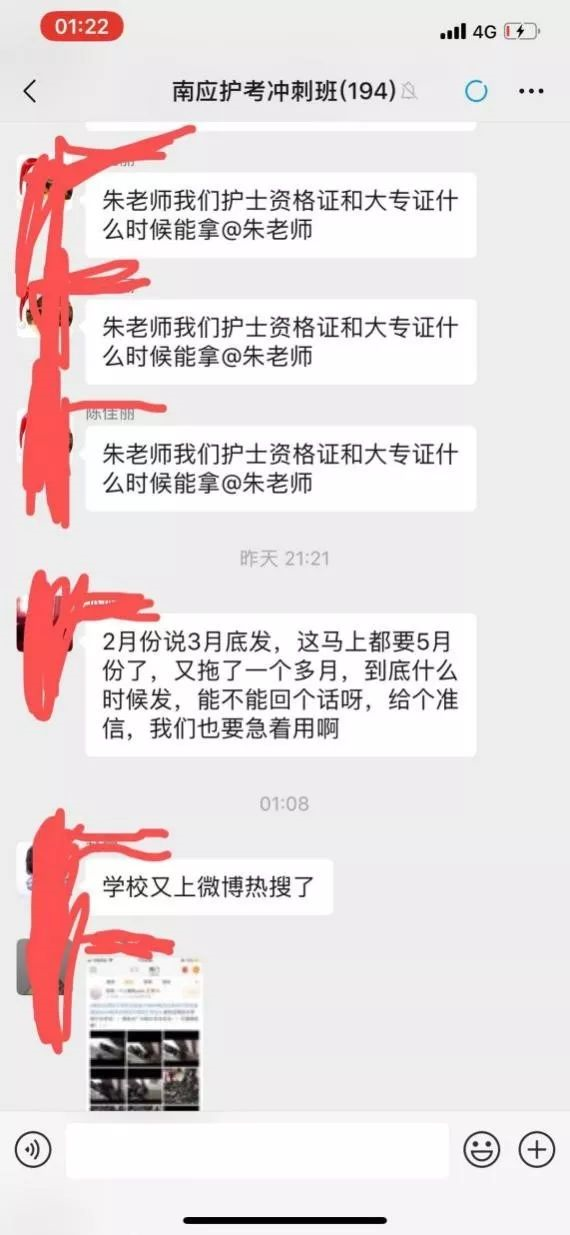 01:22
4G
南应护考冲刺班(194)
朱老师我们护士资格证和大专证什
么时候能拿@朱老师
朱老师我们护士资格证和大专证什
么时候能拿@朱老师
陈佳丽
朱老师我们护士资格证和大专证什
么时候能拿@朱老师
昨天 21:21
2月份说3月底发，这马上都要5月
份了，又拖了一个多月，到底什么
时候发，能不能回个话呀，给个准
信，我们也要急着用啊
01:08
学校又上微博热搜了